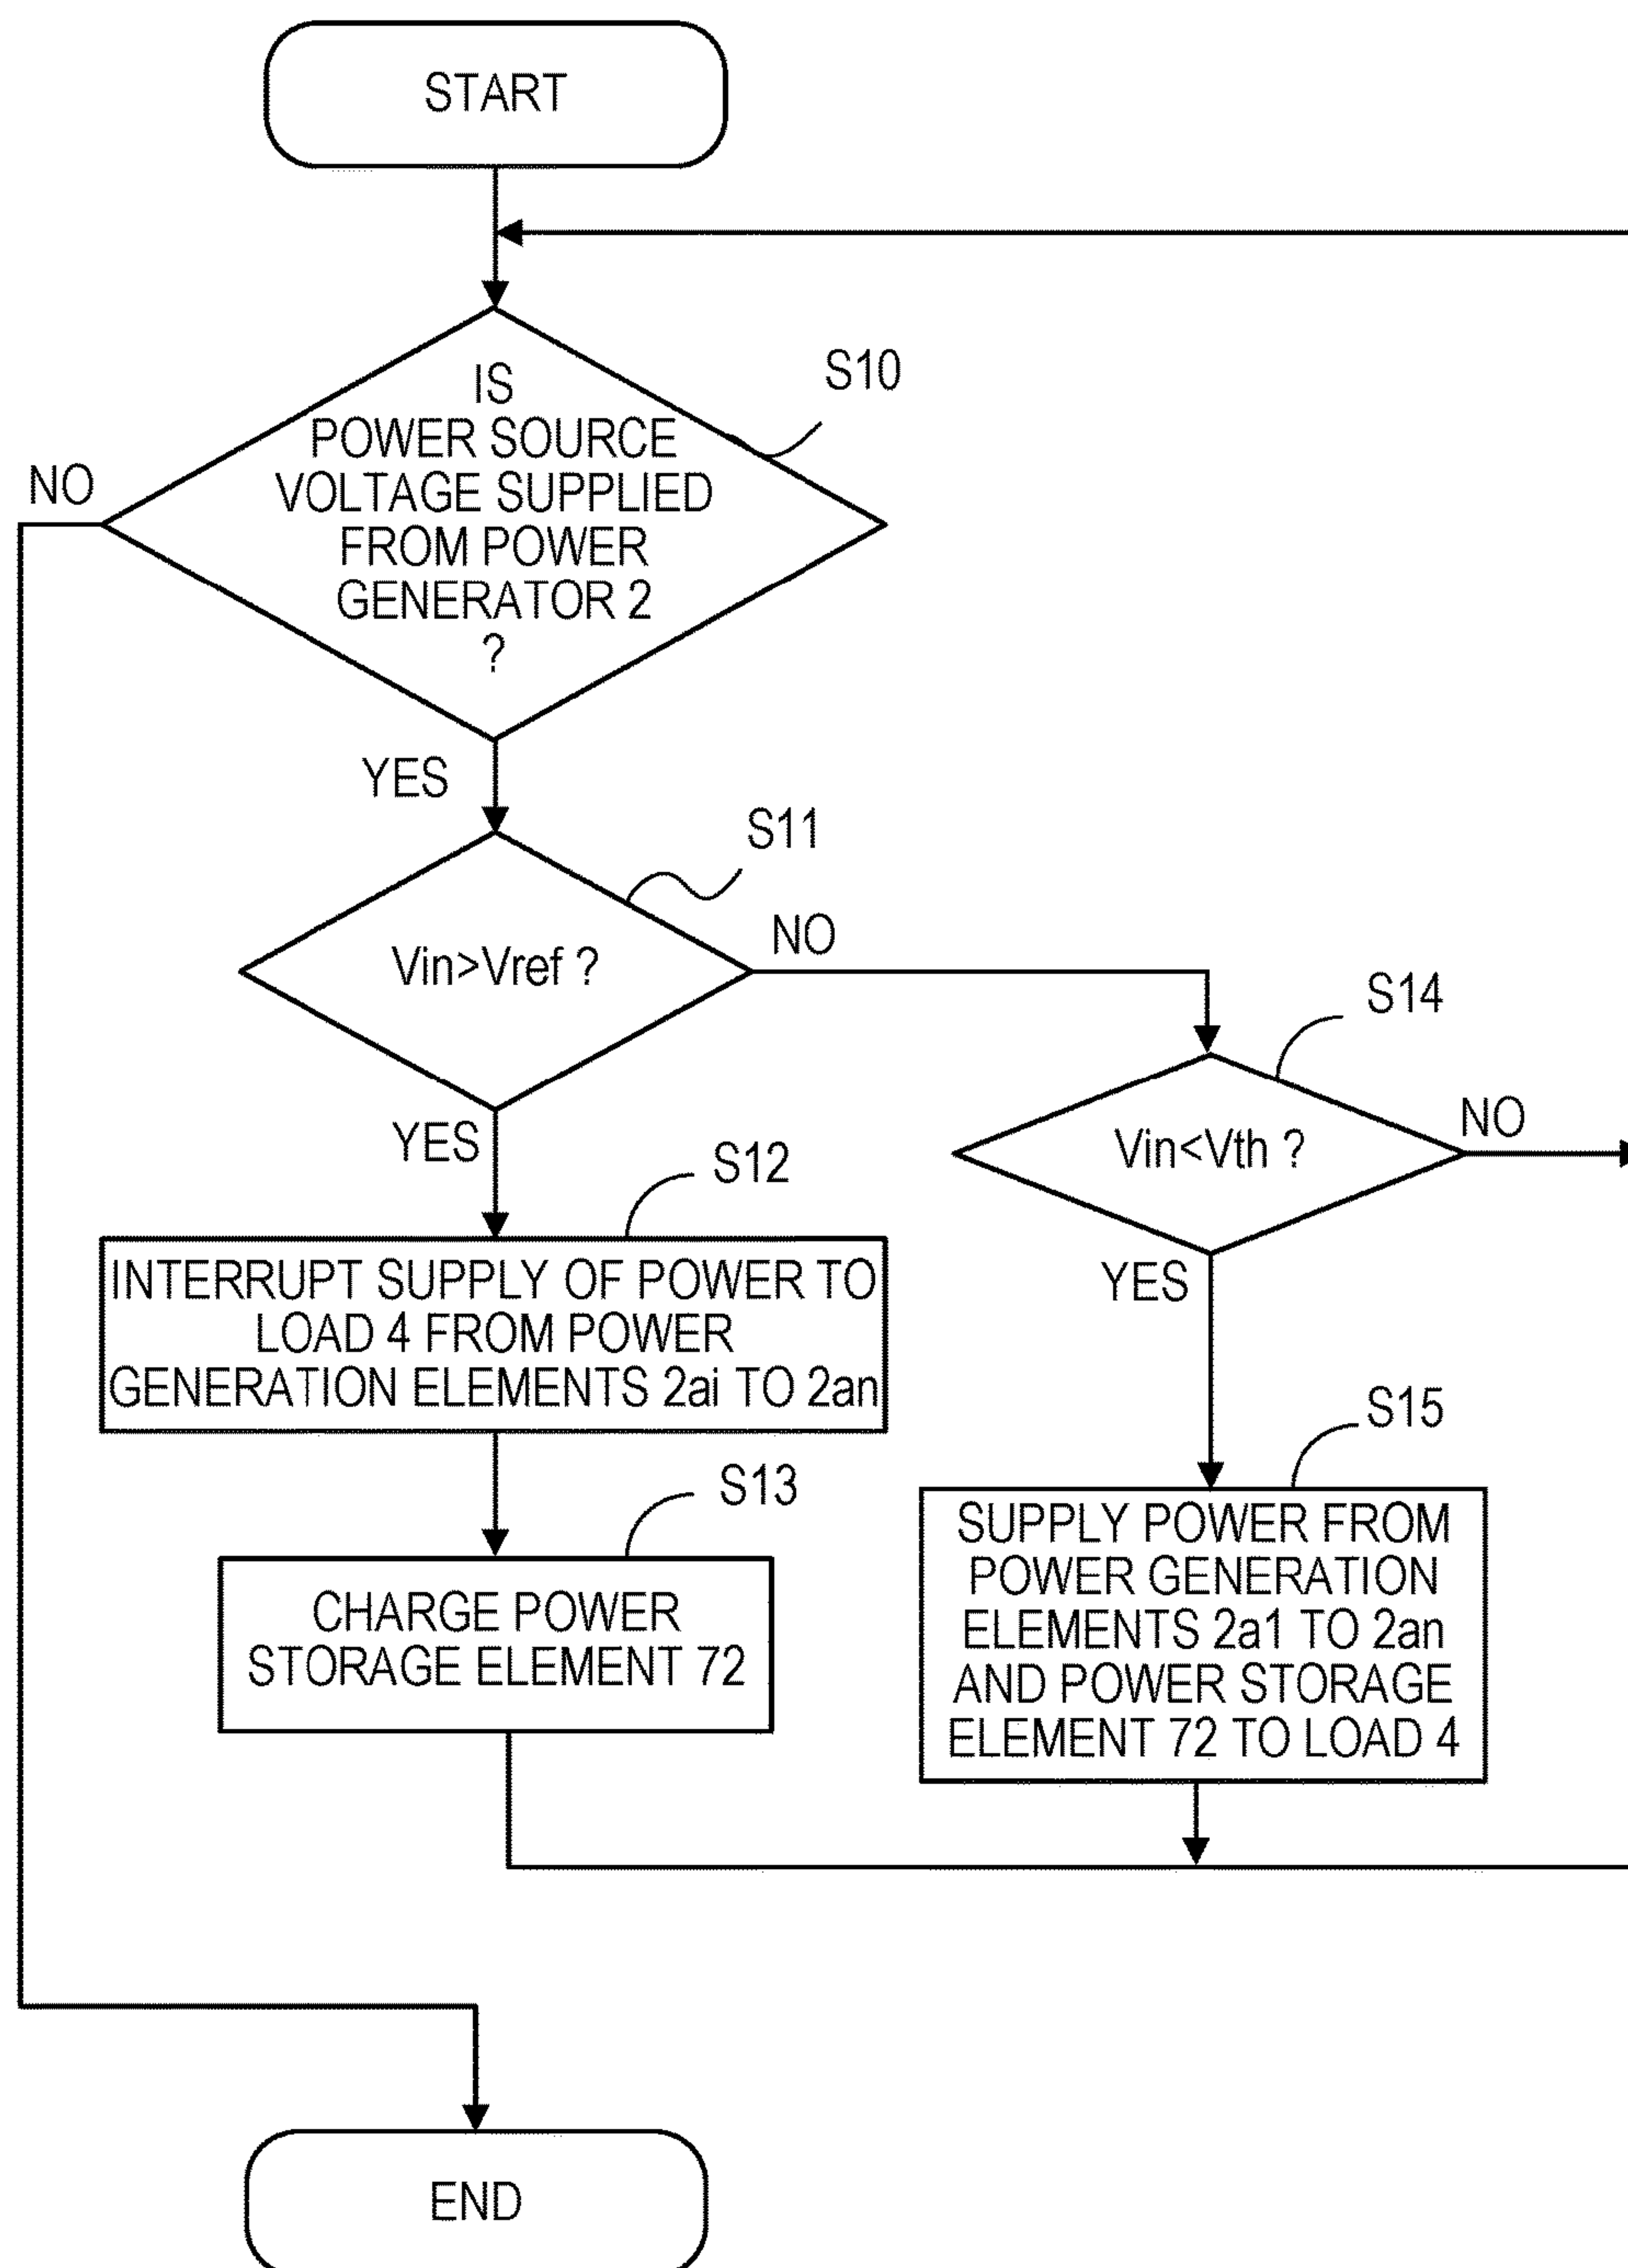 START
S10
IS
POWER SOURCE
VOLTAGE SUPPLIED
FROM POWER
GENERATOR 2
?
NO
YES
S11
Vin>Vref ?
NO
YES
S14
Vin<Vth ?
NO
YES
S12
INTERRUPT SUPPLY OF POWER TO
LOAD 4 FROM POWER
GENERATION ELEMENTS 2ai TO 2an
S13
CHARGE POWER
STORAGE ELEMENT 72
S15
SUPPLY POWER FROM
POWER GENERATION
ELEMENTS 2a1 TO 2an
AND POWER STORAGE
ELEMENT 72 TO LOAD 4
END